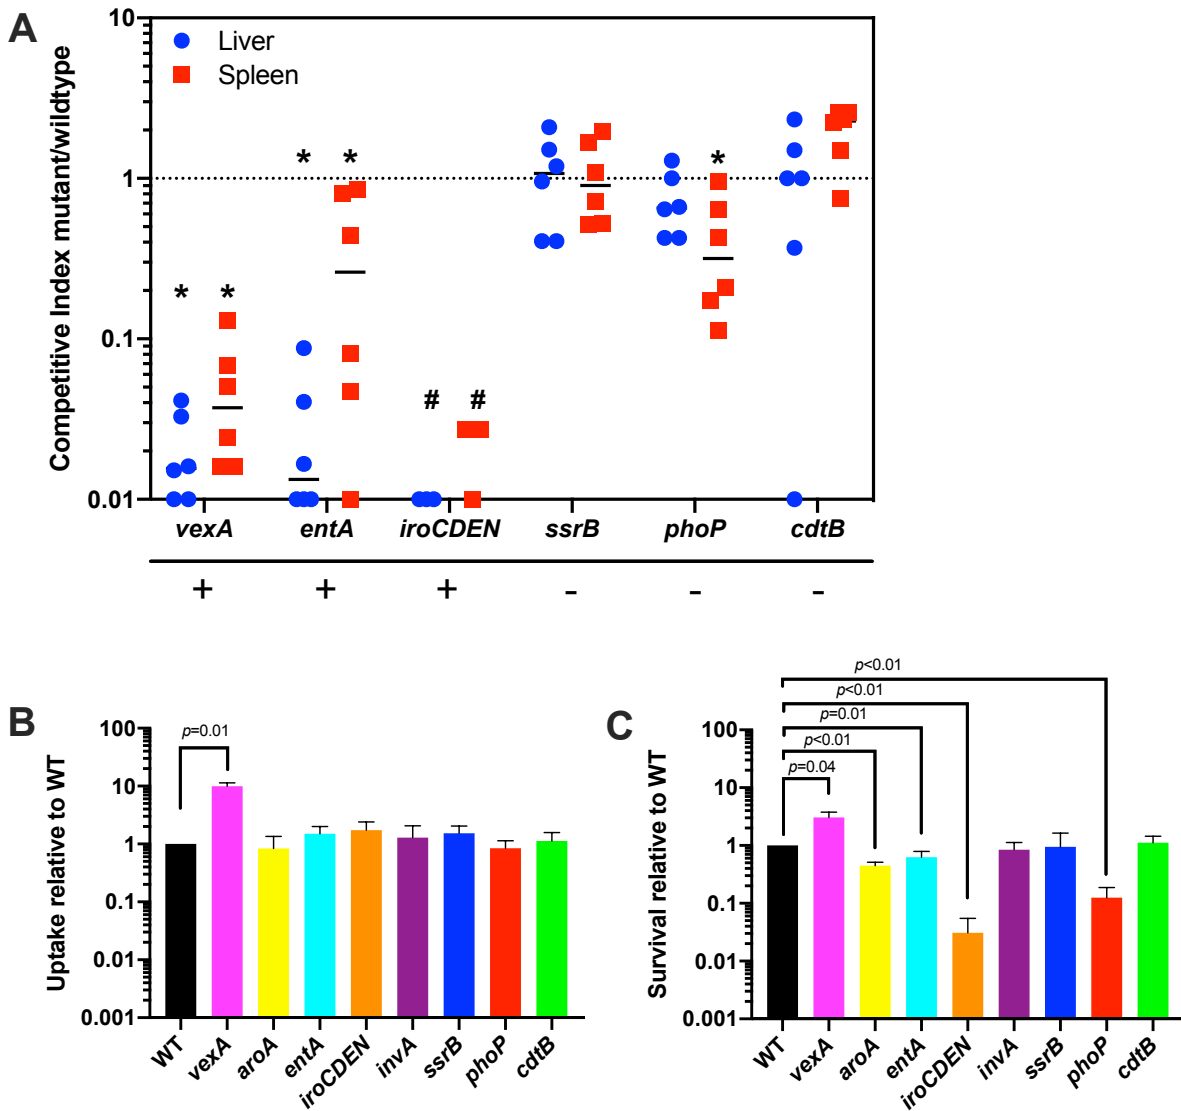 A
Competitive Index mutant/wildtype
10
1
0.1
0.01
Liver
Spleen
* * * * # # *
vexA entA iroCDEN ssrB phoP cdtB
+ + + - - -
B
Uptake relative to WT
100
10
1
0.1
0.01
0.001
p=0.01
WT vexA aroA entA iroCDEN invA ssrB phoP cdtB
C
Survival relative to WT
100
10
1
0.1
0.01
0.001
p<0.01
p<0.01
p=0.01
p<0.01
p=0.04
WT vexA aroA entA iroCDEN invA ssrB phoP cdtB